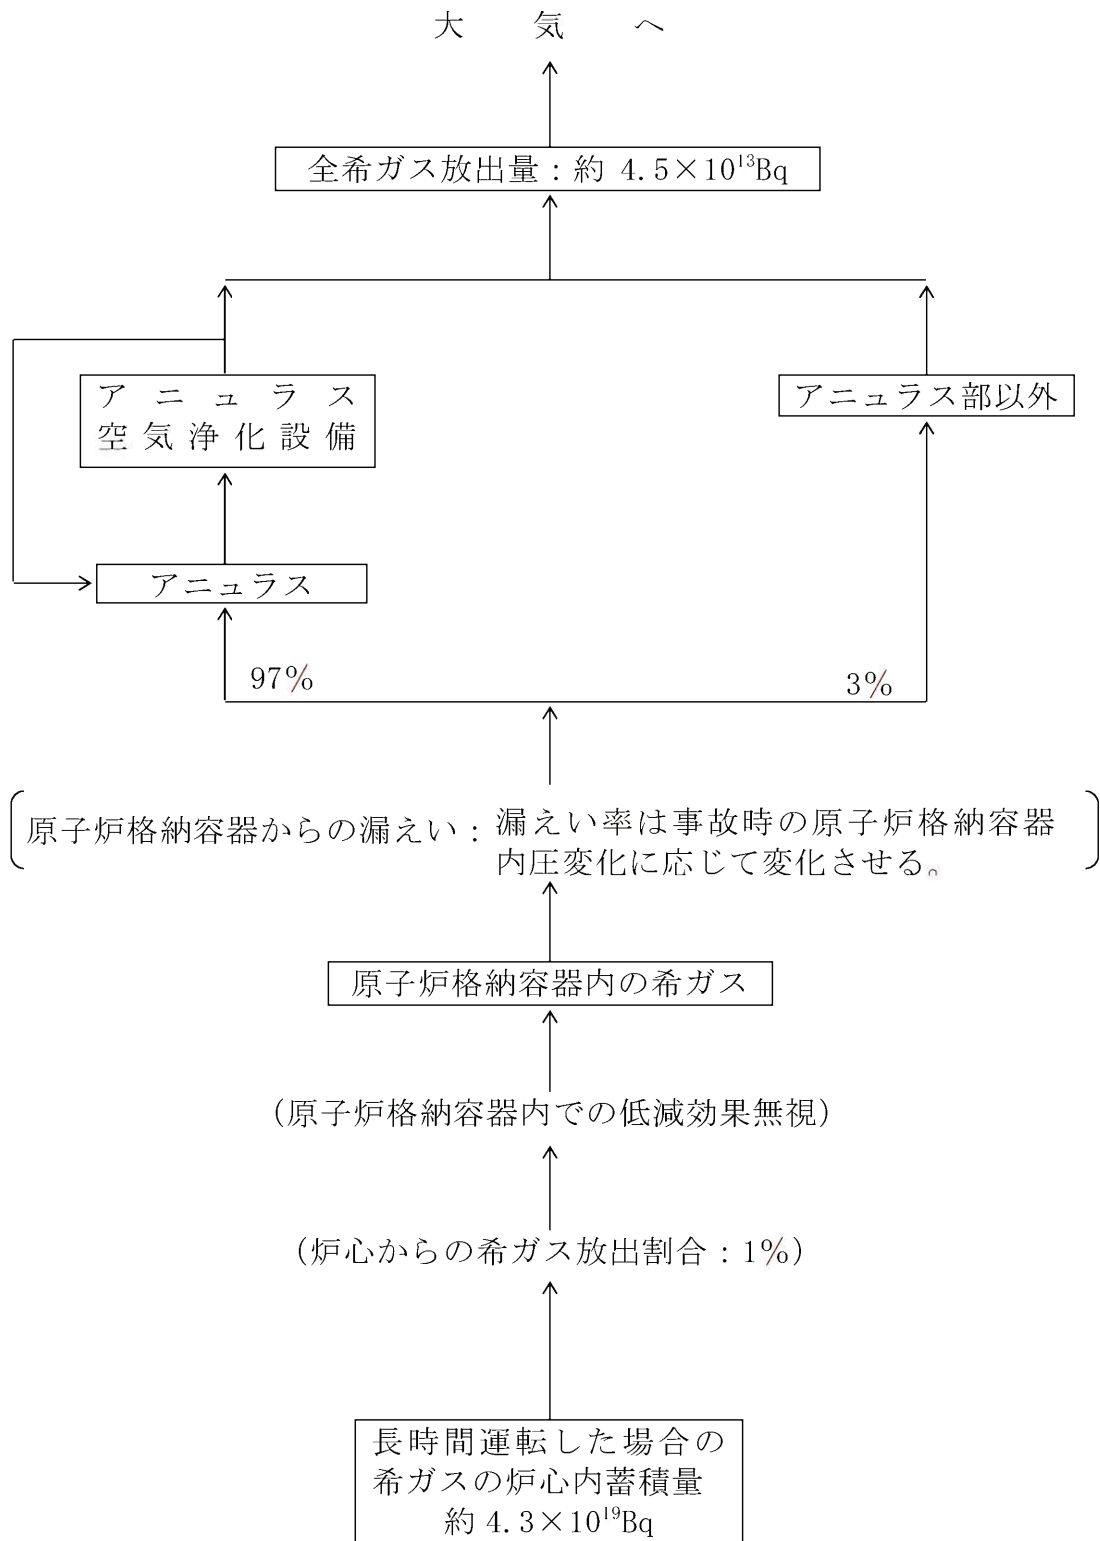 大気へ
全希ガス放出量：約 4.5×10¹³Bq
アニュラス
空気浄化設備
アニュラス部以外
アニュラス
97%
3%
原子炉格納容器からの漏えい：
漏えい率は事故時の原子炉格納容器
内圧変化に応じて変化させる。
原子炉格納容器内の希ガス
（原子炉格納容器内での低減効果無視）
（炉心からの希ガス放出割合：1%）
長時間運転した場合の
希ガスの炉心内蓄積量
約 4.3×10¹⁹Bq